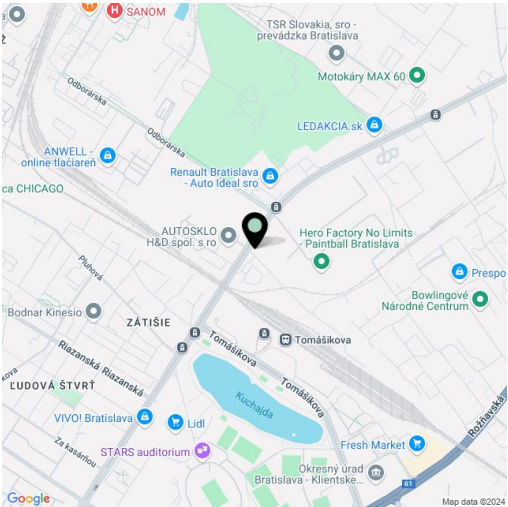 SANOM
TSR Slovakia, sro -
prevádzka Bratislava
Ž
Motokáry MAX 60
Odborárska
LEDAKCIA.sk
ANWELL -
online tlačiareň
Odborárska
Renault Bratislava
- Auto Ideal sro
ca CHICAGO
AUTOSKLO
H&D spol. s ro
Hero Factory No Limits
- Paintball Bratislava
Pluhová
Prespo
Bowlingové
Národné Centrum
Bodnar Kinesio
ZÁTIŠIE
Tomášikova
Tomášikova
Riazanská
Riazanská
kova
ĽUDOVÁ ŠTVRŤ
Tomášikova
Kuchajda
VIVO! Bratislava
Lidl
Rožňavská
Za kasárňou
STARS auditorium
Fresh Market
Okresný úrad
Bratislava - Klientske...
61
Google
Map data ©2024